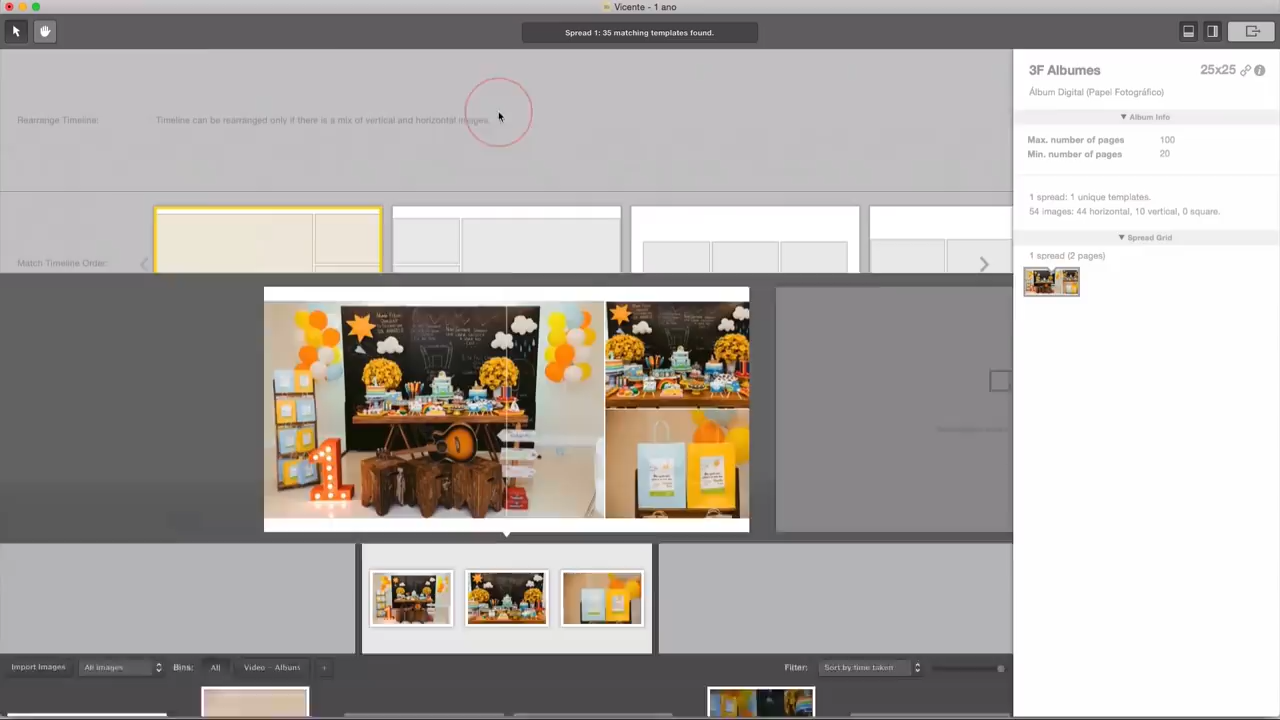 Vicente - 1 ano
Spread 1: 35 matching templates found.
3F Albumes
25x25
Álbum Digital (Papel Fotográfico)
Album Info
Rearrange Timeline:
Timeline can be rearranged only if there is a mix of vertical and horizontal images.
Max. number of pages 100
Min. number of pages 20
1 spread: 1 unique templates.
54 images: 44 horizontal, 10 vertical, 0 square.
Spread Grid
1 spread (2 pages)
Match Timeline Order:
1
Import Images
All images
Bins:
All
Video - Albuns
+
Filter:
Sort by time taken